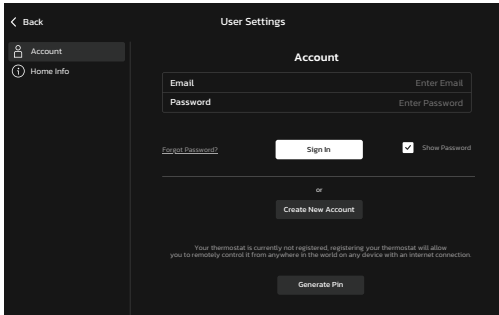 Back
User Settings
Account
Home Info
Account
Email
Enter Email
Password
Enter Password
Forgot Password?
Sign In
Show Password
or
Create New Account
Your thermostat is currently not registered, registering your thermostat will allow
you to remotely control it from anywhere in the world on any device with an internet connection.
Generate Pin